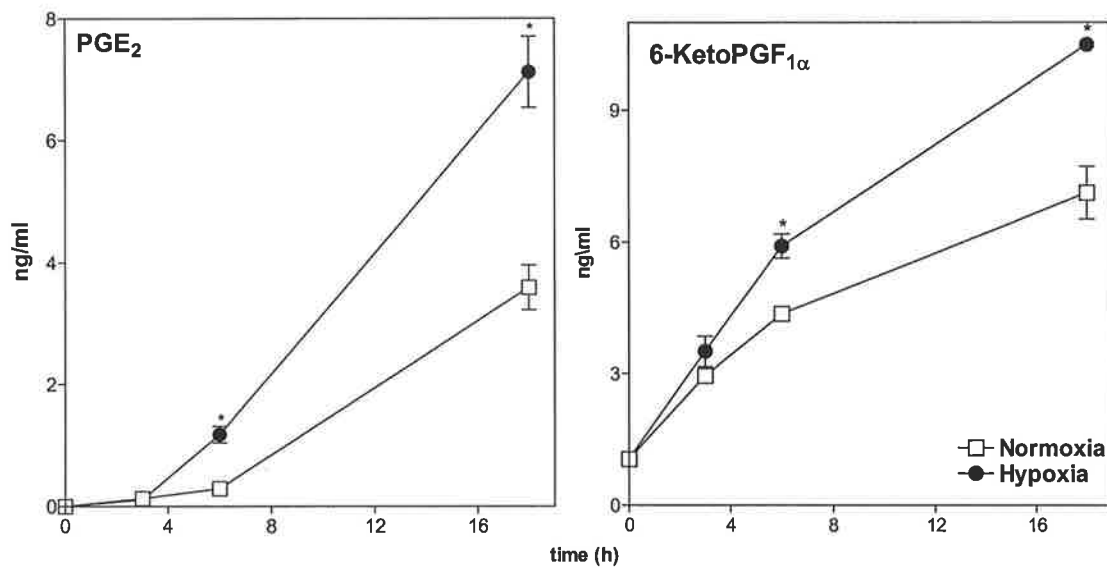 PGE2
ng/ml
8
6
4
2
0
0 4 8 12 16
*
*
6-KetoPGF1α
ng\ml
9
6
3
0
0 4 8 12 16
*
*
Normoxia
Hypoxia
time (h)